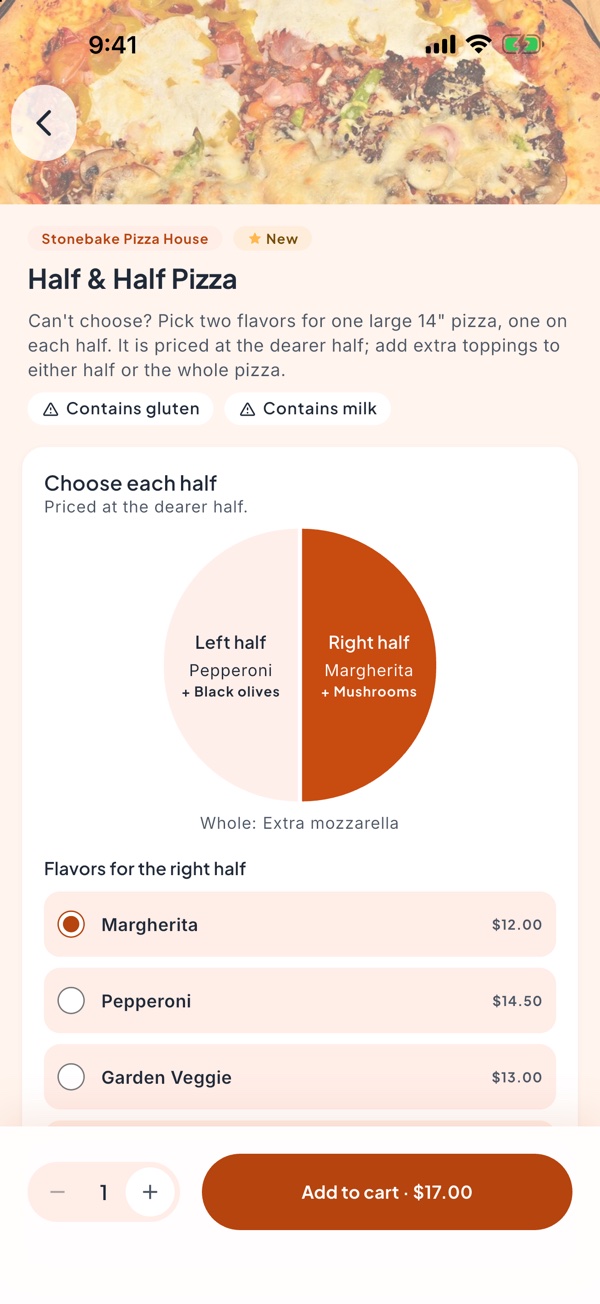 9:41
Stonebake Pizza House
New
Half & Half Pizza
Can't choose? Pick two flavors for one large 14" pizza, one on
each half. It is priced at the dearer half; add extra toppings to
either half or the whole pizza.
Contains gluten
Contains milk
Choose each half
Priced at the dearer half.
Left half
Pepperoni
+ Black olives
Right half
Margherita
+ Mushrooms
Whole: Extra mozzarella
Flavors for the right half
Margherita $12.00
Pepperoni $14.50
Garden Veggie $13.00
1
Add to cart · $17.00